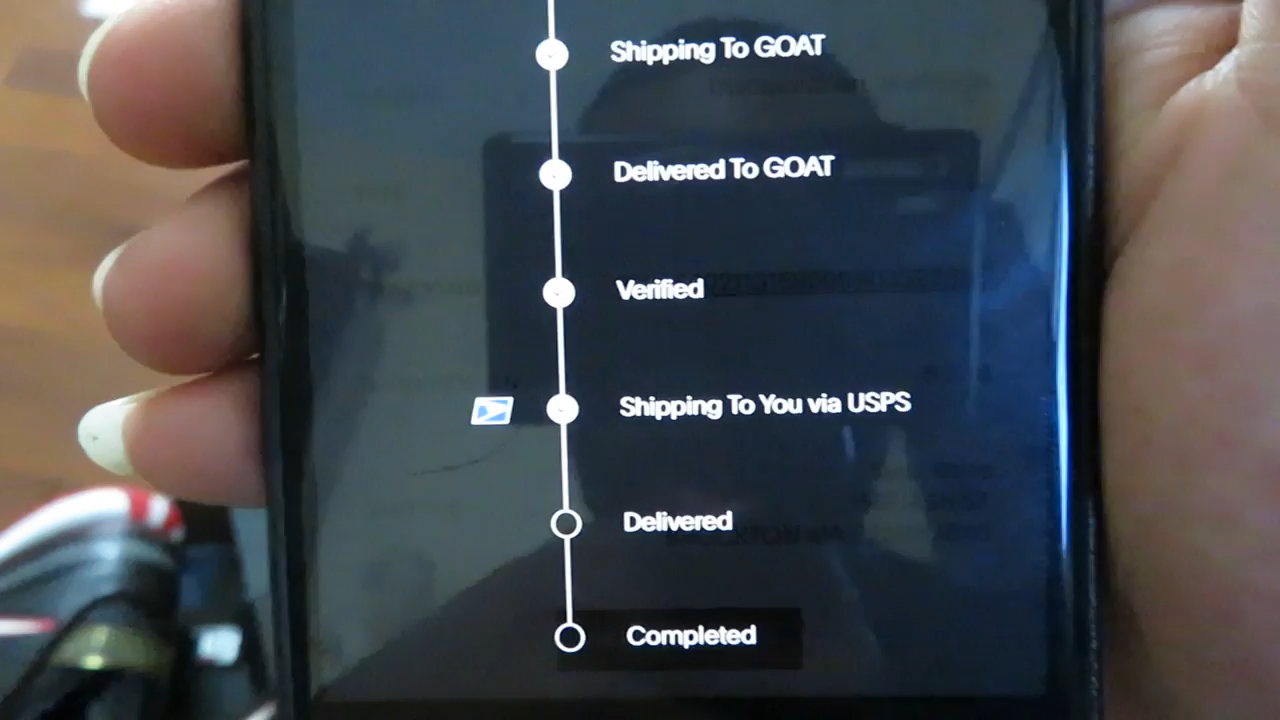 Shipping To GOAT
Delivered To GOAT
Verified
Shipping To You via USPS
Delivered
Completed